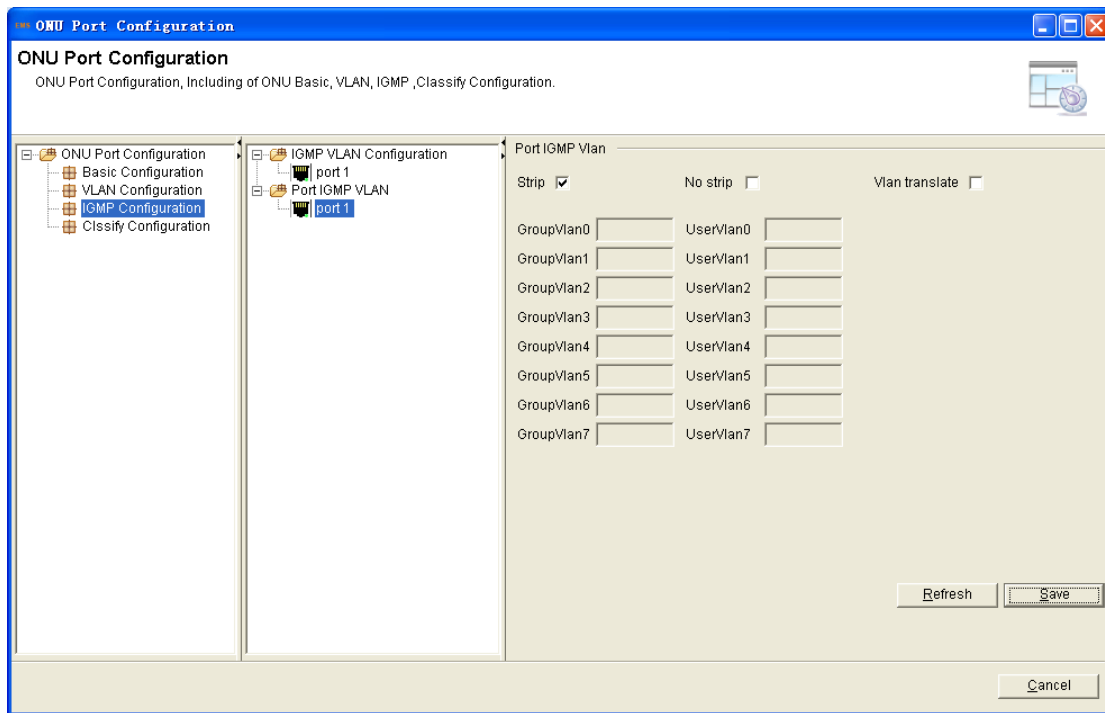 EMS ONU Port Configuration
ONU Port Configuration
ONU Port Configuration, Including of ONU Basic, VLAN, IGMP ,Classify Configuration.
ONU Port Configuration
Basic Configuration
VLAN Configuration
IGMP Configuration
Clssify Configuration
IGMP VLAN Configuration
port 1
Port IGMP VLAN
port 1
Port IGMP Vlan
Strip No strip Vlan translate
GroupVlan0 UserVlan0
GroupVlan1 UserVlan1
GroupVlan2 UserVlan2
GroupVlan3 UserVlan3
GroupVlan4 UserVlan4
GroupVlan5 UserVlan5
GroupVlan6 UserVlan6
GroupVlan7 UserVlan7
Refresh Save
Cancel